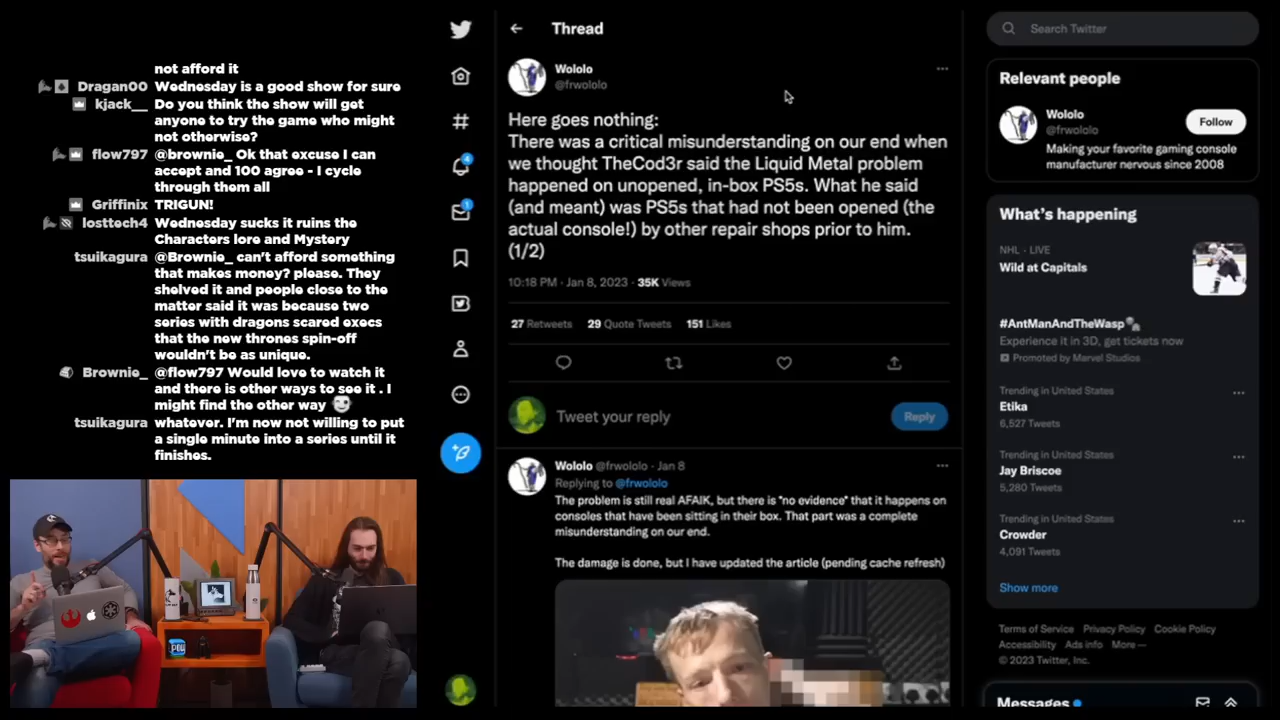 not afford it
Dragan00 Wednesday is a good show for sure
kjack__ Do you think the show will get
anyone to try the game who might
not otherwise?
flow797 @brownie_ Ok that excuse I can
accept and 100 agree - I cycle
through them all
Griffinix TRIGUN!
losttech4 Wednesday sucks it ruins the
Characters lore and Mystery
tsuikagura @Brownie_ can't afford something
that makes money? please. They
shelved it and people close to the
matter said it was because two
series with dragons scared execs
that the new thrones spin-off
wouldn't be as unique.
Brownie_ @flow797 Would love to watch it
and there is other ways to see it . I
might find the other way
tsuikagura whatever. I'm now not willing to put
a single minute into a series until it
finishes.
4
1
Thread
Wololo
@frwololo
Here goes nothing:
There was a critical misunderstanding on our end when
we thought TheCod3r said the Liquid Metal problem
happened on unopened, in-box PS5s. What he said
(and meant) was PS5s that had not been opened (the
actual console!) by other repair shops prior to him.
(1/2)
10:18 PM · Jan 8, 2023 · 35K Views
27 Retweets 29 Quote Tweets 151 Likes
Tweet your reply
Reply
Wololo @frwololo · Jan 8
Replying to @frwololo
The problem is still real AFAIK, but there is "no evidence" that it happens on
consoles that have been sitting in their box. That part was a complete
misunderstanding on our end.
The damage is done, but I have updated the article (pending cache refresh)
Search Twitter
Relevant people
Wololo
@frwololo
Follow
Making your favorite gaming console
manufacturer nervous since 2008
What's happening
NHL · LIVE
Wild at Capitals
#AntManAndTheWasp
Experience it in 3D, get tickets now
Promoted by Marvel Studios
Trending in United States
Etika
6,527 Tweets
Trending in United States
Jay Briscoe
5,280 Tweets
Trending in United States
Crowder
4,091 Tweets
Show more
Terms of Service Privacy Policy Cookie Policy
Accessibility Ads info More
© 2023 Twitter, Inc.
Messages